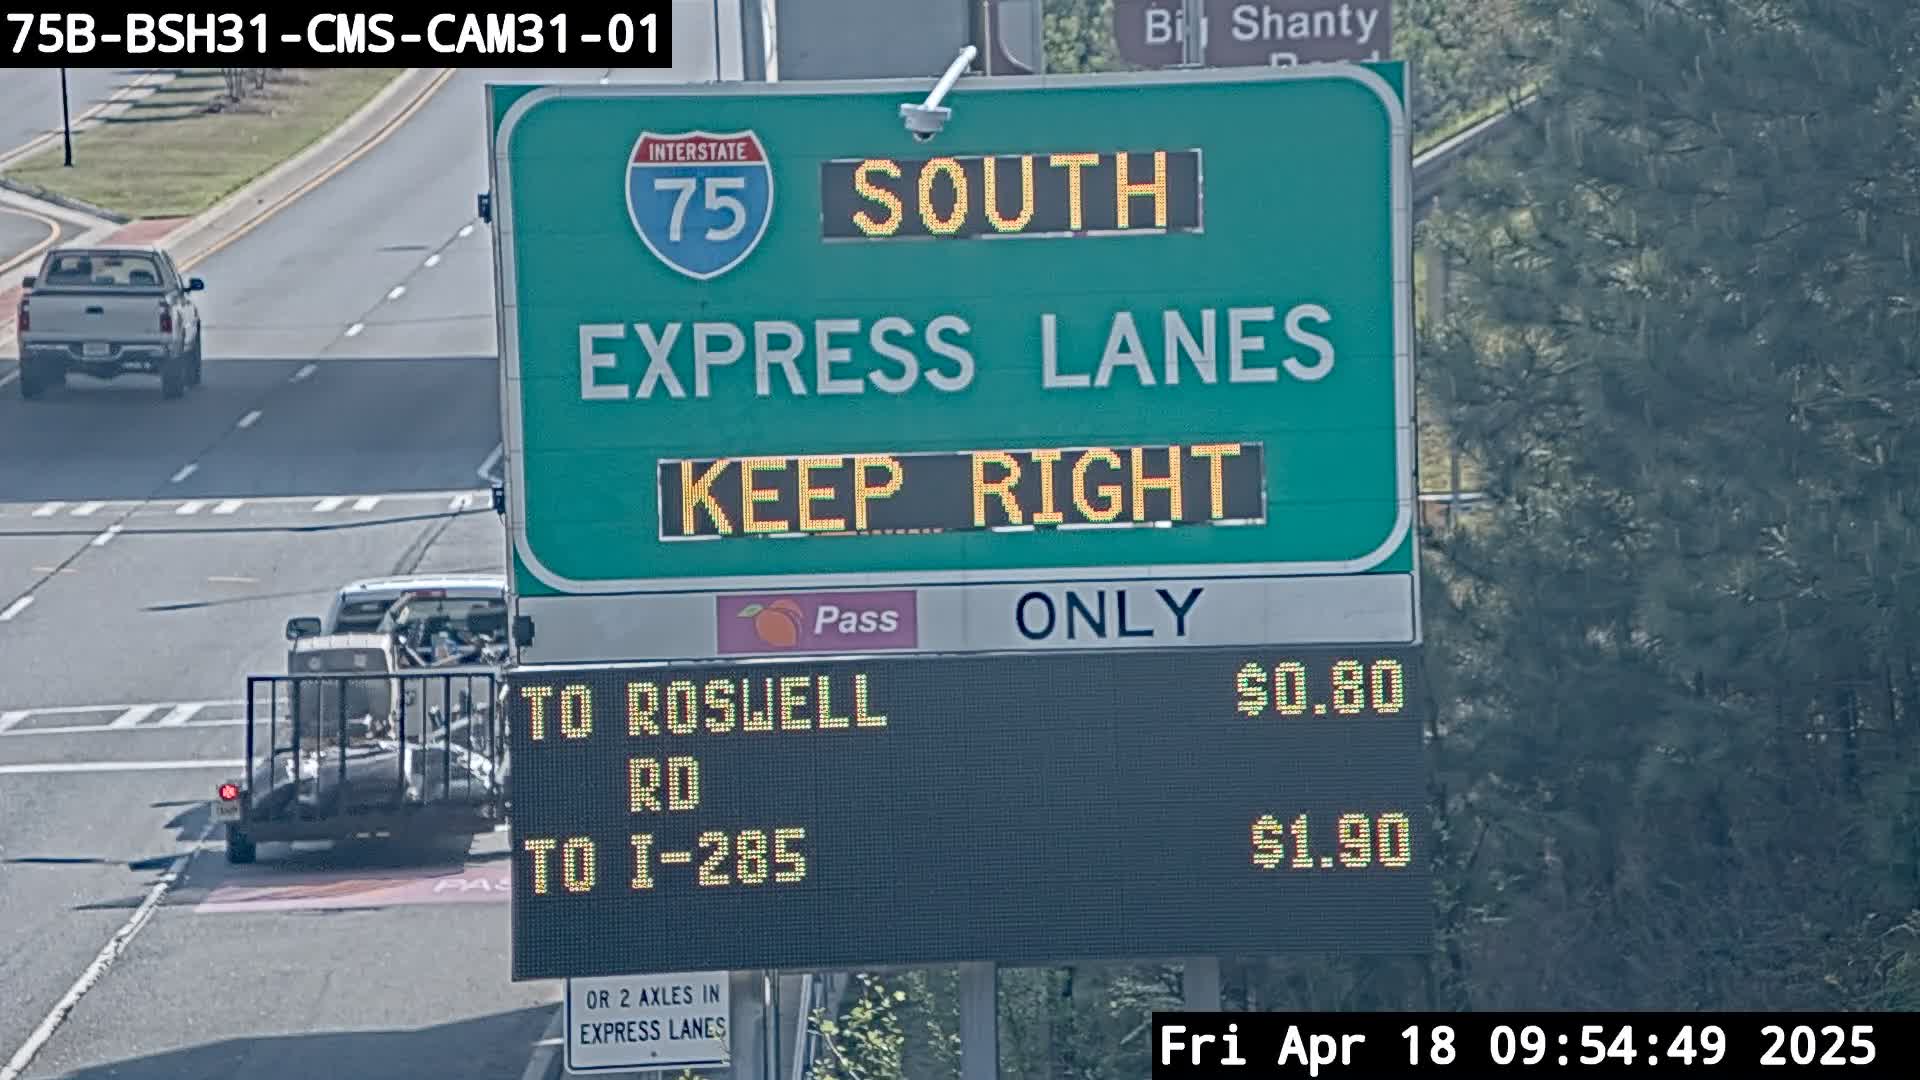 75B-BSH31-CMS-CAM31-01
Big Shanty
INTERSTATE
75
SOUTH
EXPRESS LANES
KEEP RIGHT
Pass
ONLY
TO ROSWELL $0.80
RD
TO I-285 $1.90
OR 2 AXLES IN
EXPRESS LANES
Fri Apr 18 09:54:49 2025